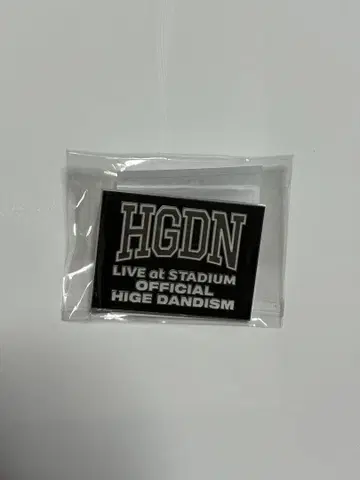 HGDN
LIVE at STADIUM
OFFICIAL
HIGE DANDISM